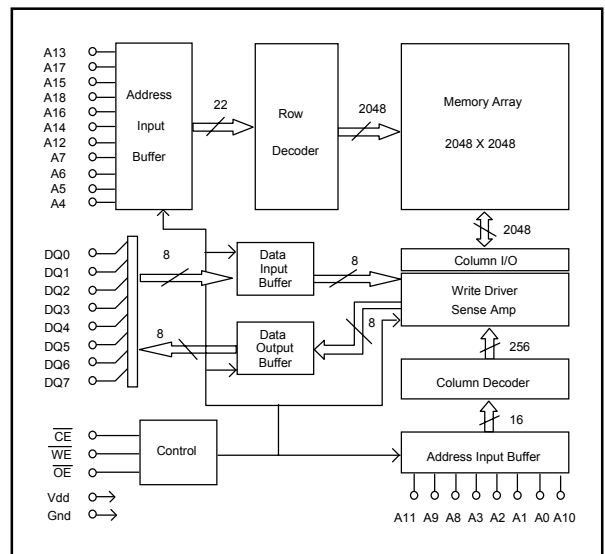 A13
A17
A15
A18
A16
A14
A12
A7
A6
A5
A4
Address
Input
Buffer
22
Row
Decoder
2048
Memory Array
2048 X 2048
2048
DQ0
DQ1
DQ2
DQ3
DQ4
DQ5
DQ6
DQ7
8
Data
Input
Buffer
8
Column I/O
Write Driver
Sense Amp
8
Data
Output
Buffer
8
256
Column Decoder
16
CE
WE
OE
Control
Address Input Buffer
Vdd
Gnd
A11 A9 A8 A3 A2 A1 A0 A10